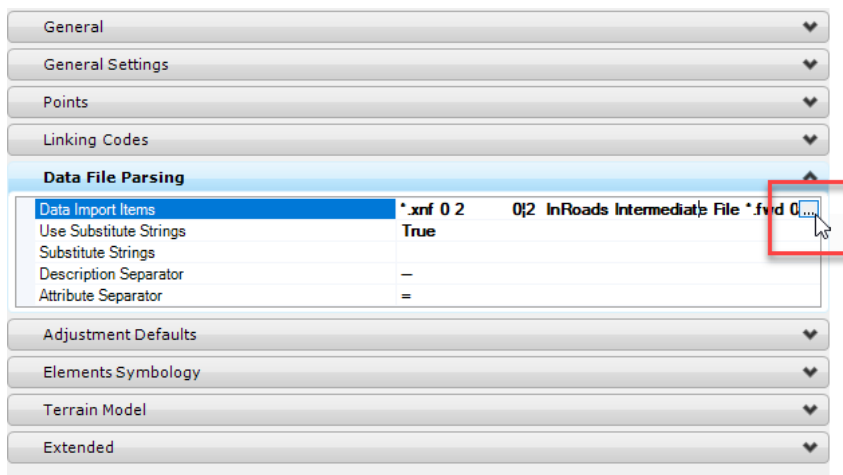 General
General Settings
Points
Linking Codes
Data File Parsing
Data Import Items *.xnf 0 2 0¦2 InRoads Intermediate File *.fwd 0 ...
Use Substitute Strings True
Substitute Strings
Description Separator --
Attribute Separator =
Adjustment Defaults
Elements Symbology
Terrain Model
Extended